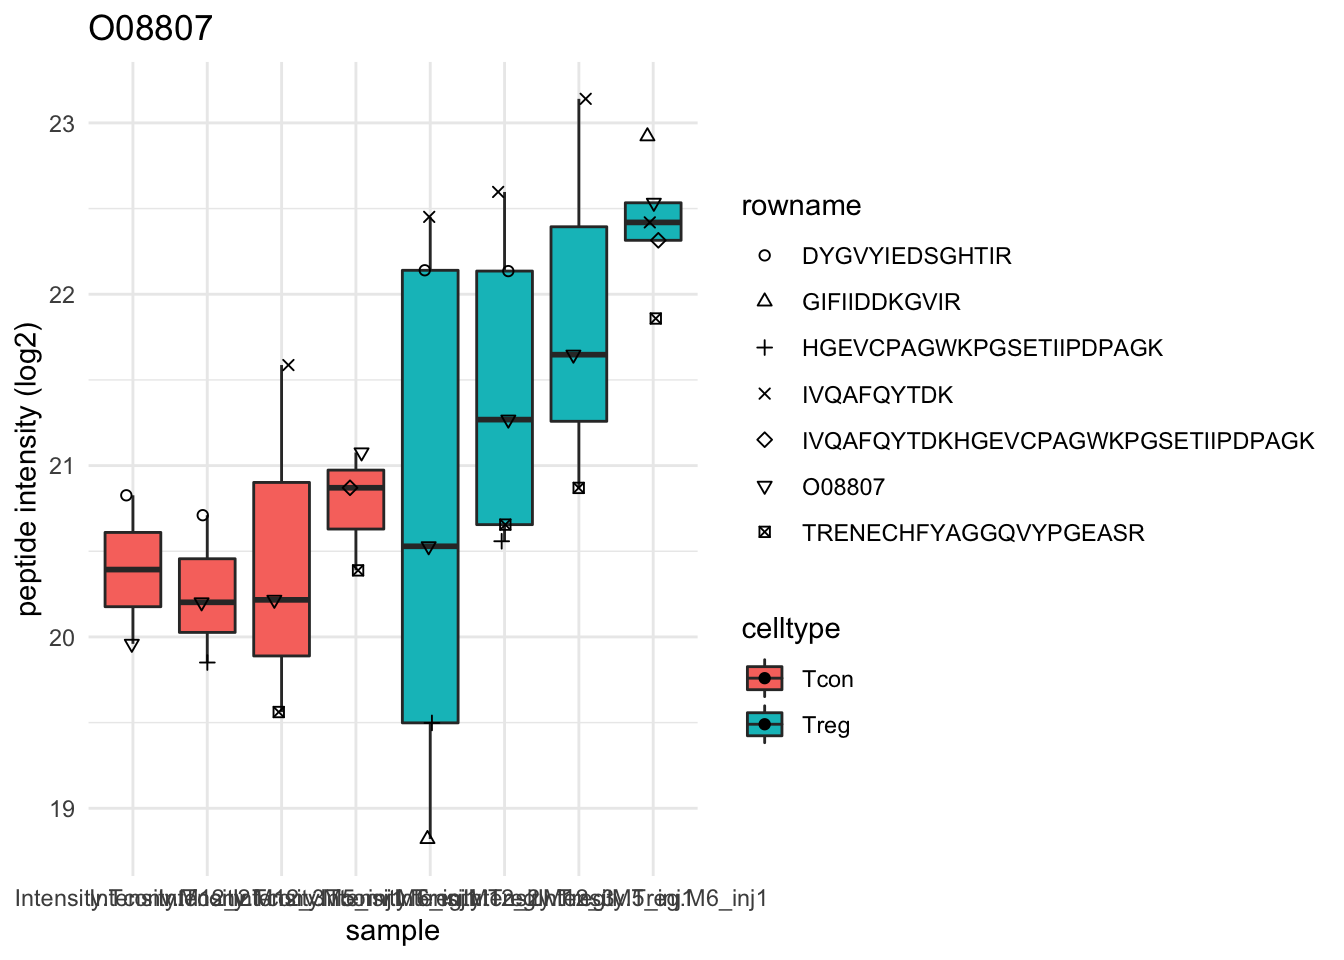 O08807
23
22
21
20
19
peptide intensity (log2)
sample
rowname
DYGVYIEDSGHTIR
GIFIIDDKGVIR
HGEVCPAGWKPGSETIIPDPAGK
IVQAFQYTDK
IVQAFQYTDKHGEVCPAGWKPGSETIIPDPAGK
O08807
TRENECHFYAGGQVYPGEASR
celltype
Tcon
Treg